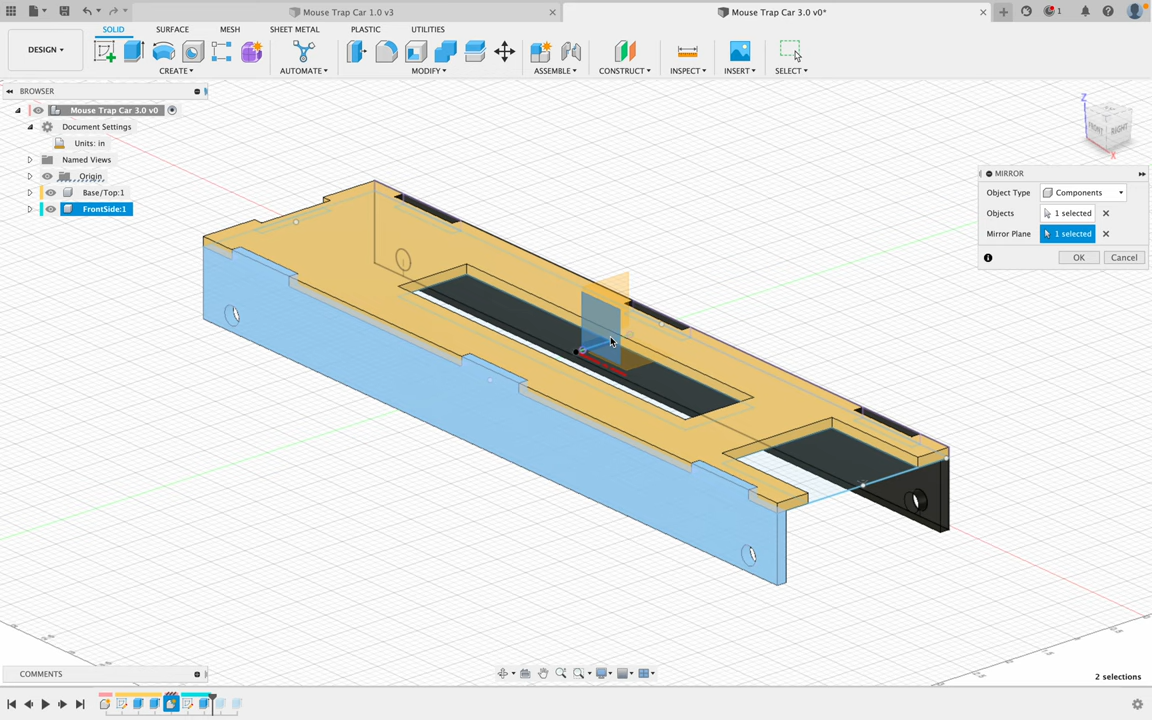 Mouse Trap Car 1.0 v3
Mouse Trap Car 3.0 v0*
1
DESIGN
SOLID SURFACE MESH SHEET METAL PLASTIC UTILITIES
CREATE AUTOMATE MODIFY ASSEMBLE CONSTRUCT INSPECT INSERT SELECT
BROWSER
Mouse Trap Car 3.0 v0
Document Settings
Units: in
Named Views
Origin
Base/Top:1
FrontSide:1
Z
FRONT RIGHT
X
MIRROR
Object Type Components
Objects 1 selected
Mirror Plane 1 selected
OK Cancel
COMMENTS
2 selections